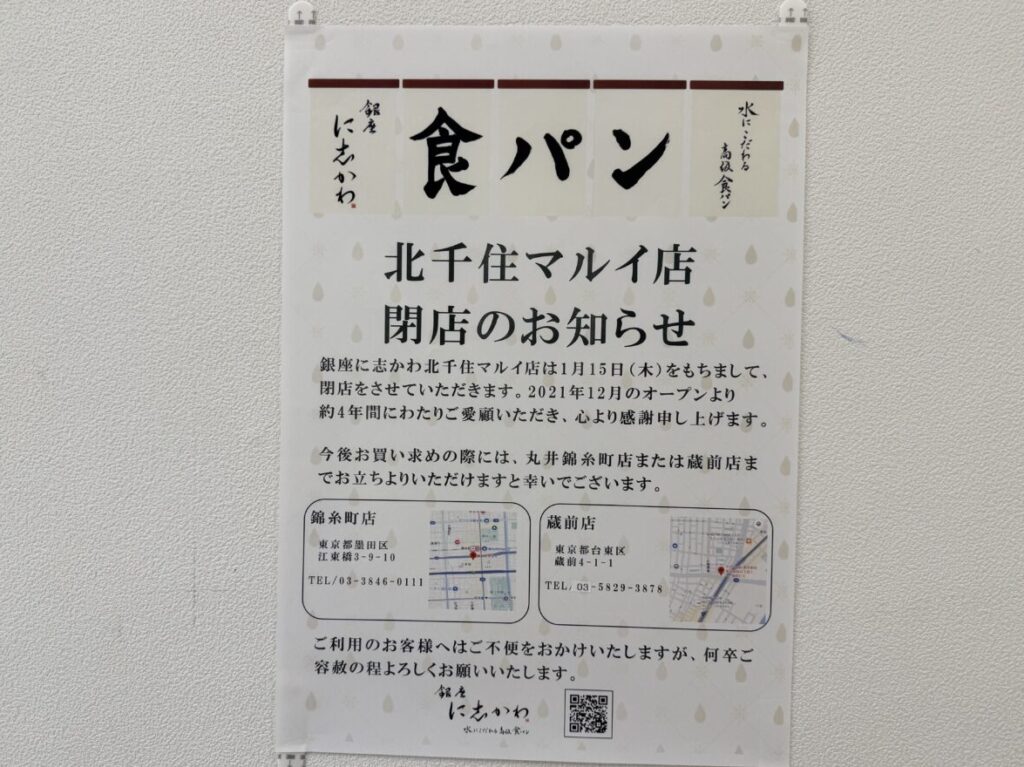 銀座
に志かわ
食パン
水にこだわる
高級食パン
北千住マルイ店
閉店のお知らせ
銀座に志かわ北千住マルイ店は1月15日(木)をもちまして、
閉店をさせていただきます。2021年12月のオープンより
約4年間にわたりご愛顧いただき、心より感謝申し上げます。
今後お買い求めの際には、丸井錦糸町店または蔵前店ま
でお立ちよりいただけますと幸いでございます。
錦糸町店
東京都墨田区
江東橋3-9-10
TEL/03-3846-0111
蔵前店
東京都台東区
蔵前4-1-1
TEL/03-5829-3878
ご利用のお客様へはご不便をおかけいたしますが、何卒ご
容赦の程よろしくお願いいたします。
銀座
に志かわ
水にこだわる高級食パン